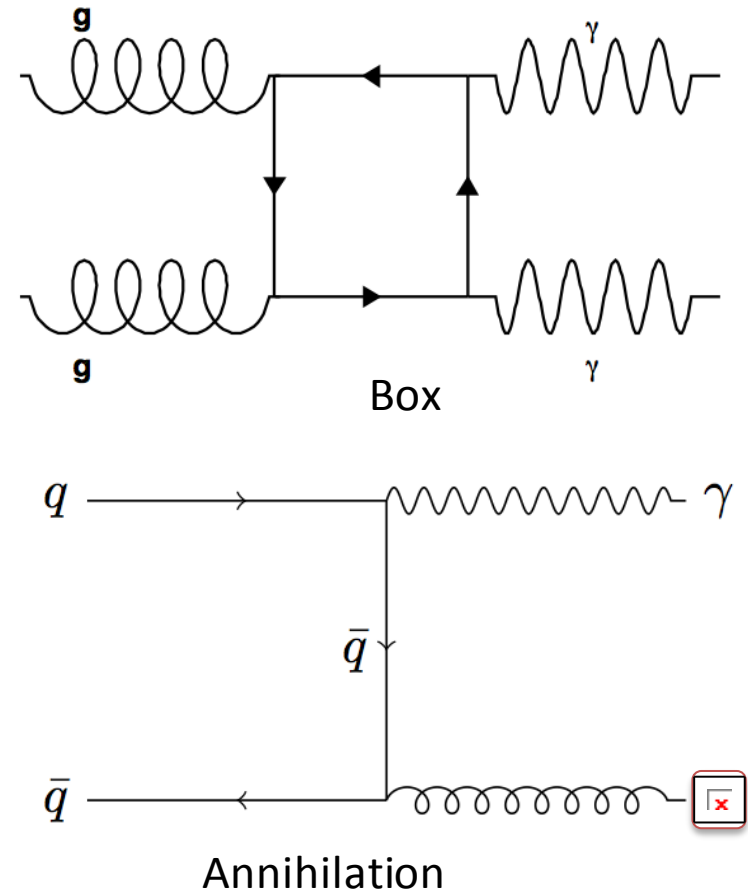 g γ
g γ
Box
q γ
q̄
q̄
Annihilation